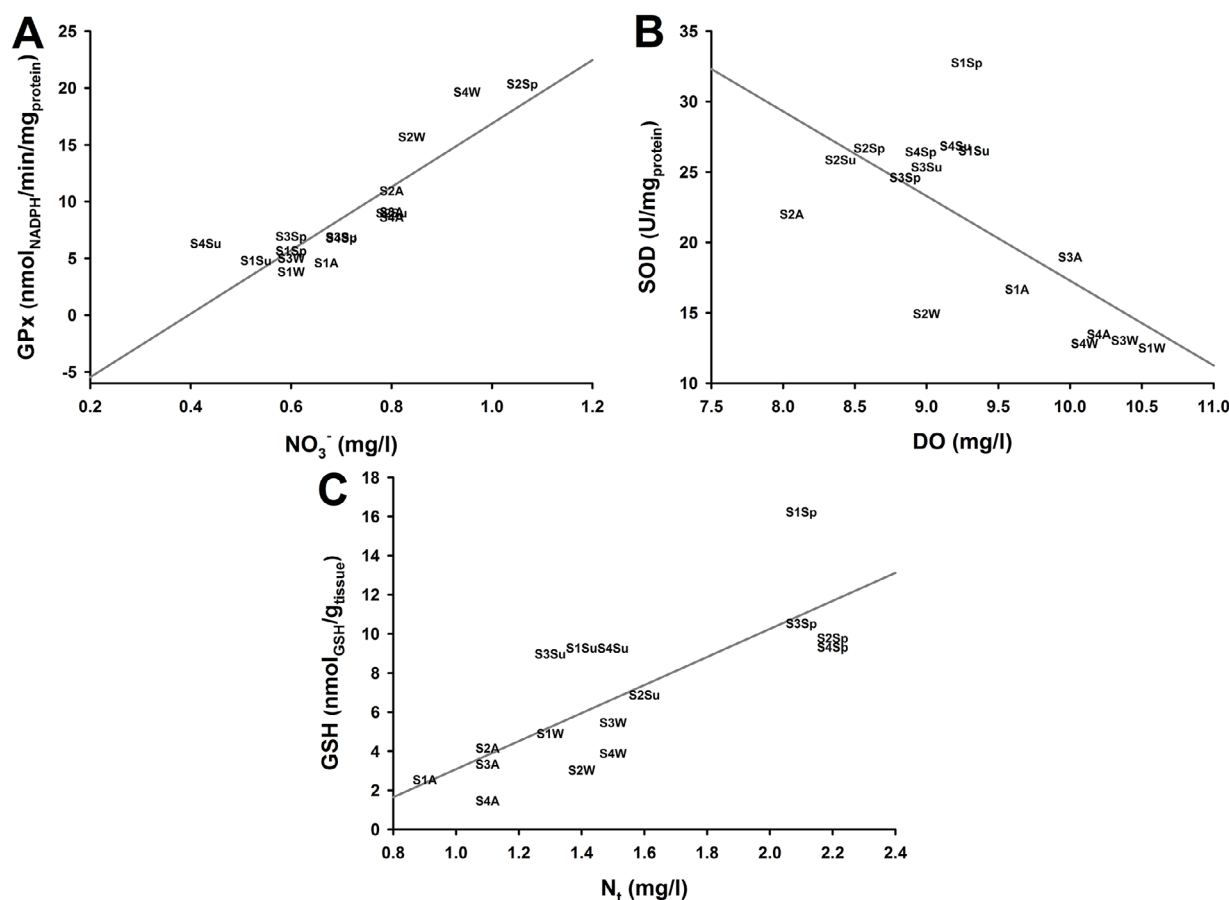 A
25
20
15
10
5
0
-5
GPx (nmolNADPH/min/mgprotein)
S2Sp
S4W
S2W
S2A
S3A
S4A
S4Su
S3Sp
S1Sp
S3W
S1W
S1Su
S1A
0.2 0.4 0.6 0.8 1.0 1.2
NO3- (mg/l)
B
35
30
25
20
15
10
SOD (U/mgprotein)
S1Sp
S2Sp
S2Su
S4Sp
S4Su
S1Su
S3Su
S3Sp
S2A
S3A
S1A
S2W
S4A
S4W
S3W
S1W
7.5 8.0 8.5 9.0 9.5 10.0 10.5 11.0
DO (mg/l)
C
18
16
14
12
10
8
6
4
2
0
GSH (nmolGSH/gtissue)
S1Sp
S3Sp
S2Sp
S4Sp
S3Su
S1Su
S4Su
S2Su
S3W
S1W
S4W
S2W
S2A
S3A
S1A
S4A
0.8 1.0 1.2 1.4 1.6 1.8 2.0 2.2 2.4
Nt (mg/l)